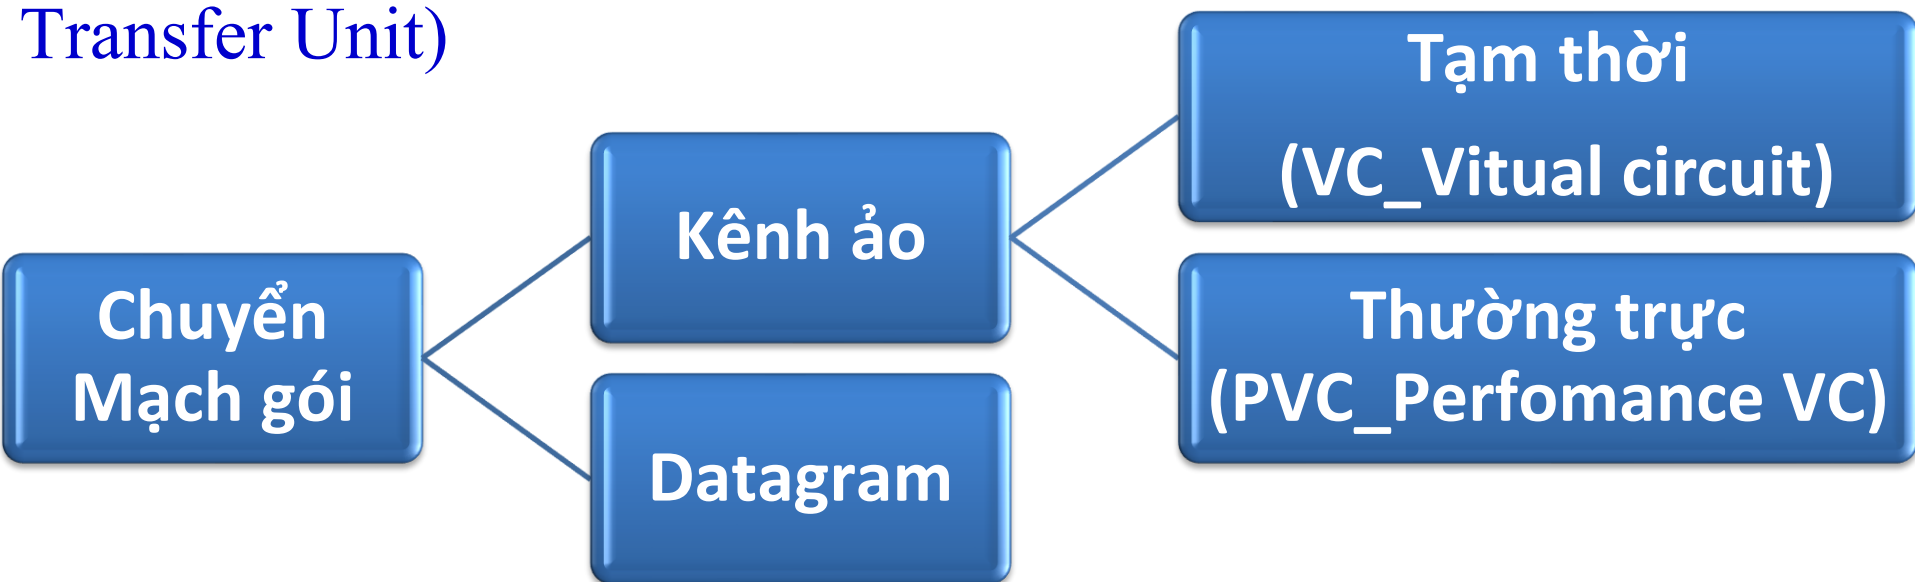 Transfer Unit)
Tạm thời
(VC_Vitual circuit)
Kênh ảo
Thường trực
(PVC_Perfomance VC)
Chuyển
Mạch gói
Datagram